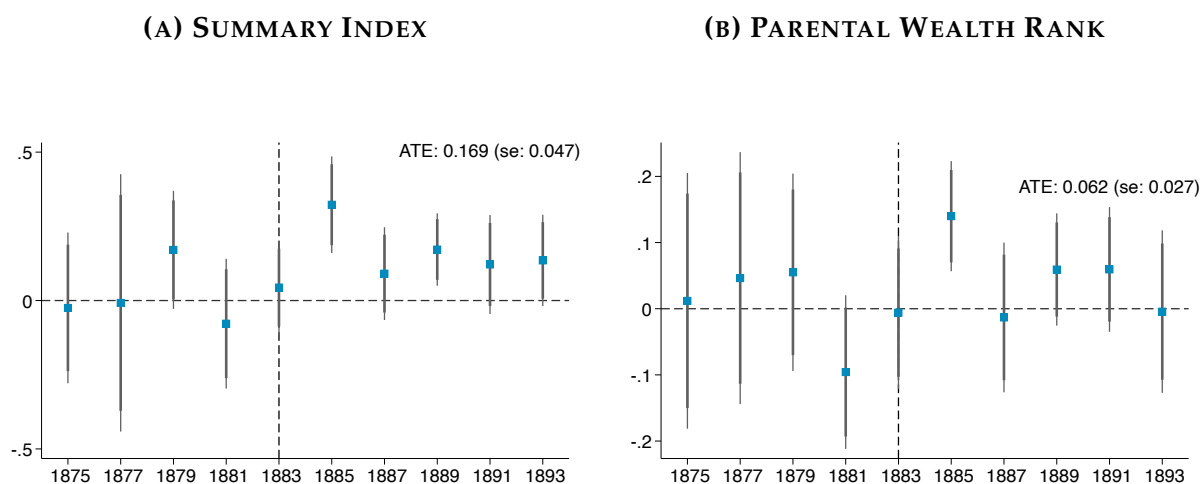 (A) SUMMARY INDEX
.5
0
-.5
ATE: 0.169 (se: 0.047)
1875 1877 1879 1881 1883 1885 1887 1889 1891 1893
(B) PARENTAL WEALTH RANK
.2
.1
0
-.1
-.2
ATE: 0.062 (se: 0.027)
1875 1877 1879 1881 1883 1885 1887 1889 1891 1893